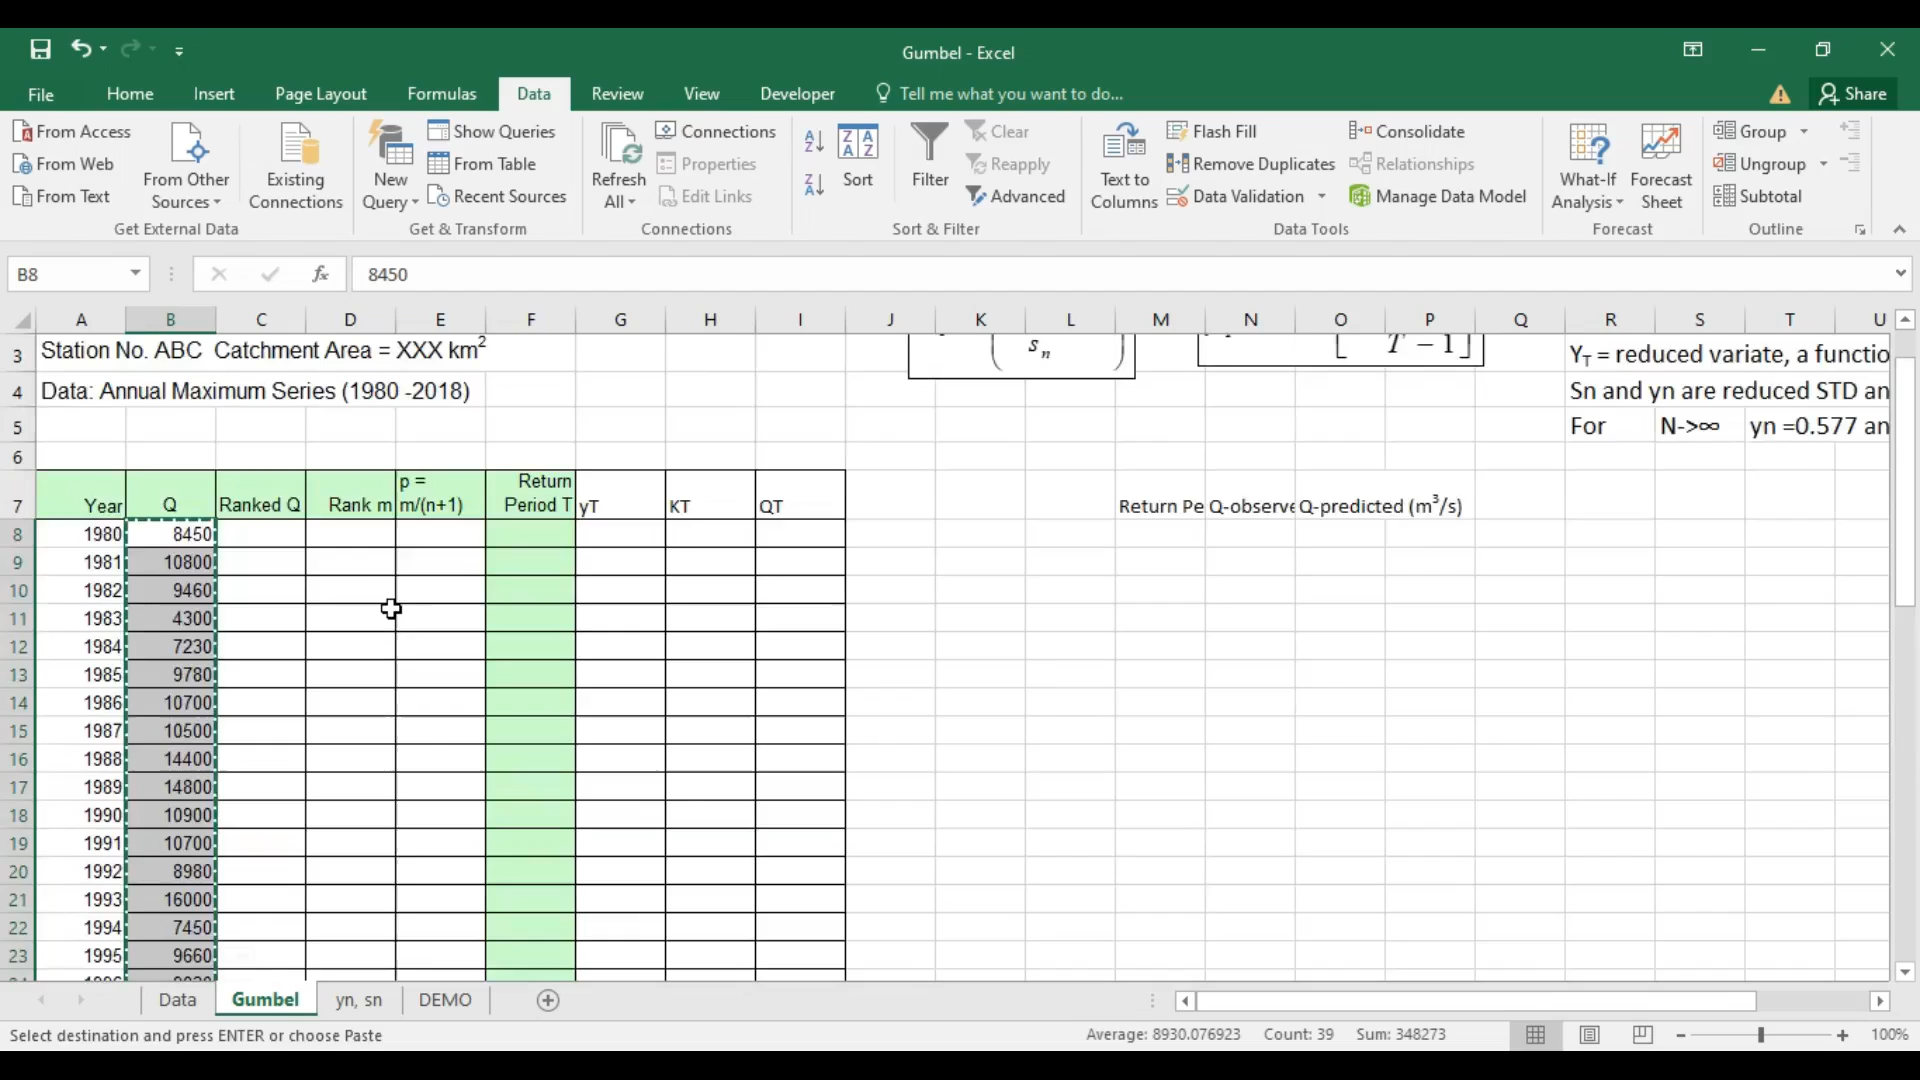 Gumbel - Excel
File Home Insert Page Layout Formulas Data Review View Developer Tell me what you want to do... Share
From Access
From Web
From Text
From Other Sources
Existing Connections
Get External Data
New Query
Show Queries
From Table
Recent Sources
Get & Transform
Refresh All
Connections
Properties
Edit Links
Connections
Sort
Filter
Clear
Reapply
Advanced
Sort & Filter
Text to Columns
Flash Fill
Remove Duplicates
Data Validation
Consolidate
Relationships
Manage Data Model
Data Tools
What-If Analysis
Forecast Sheet
Forecast
Group
Ungroup
Subtotal
Outline
B8 fx 8450
A B C D E F G H I J K L M N O P Q R S T U
3 Station No. ABC Catchment Area = XXX km² s_n T − 1 Y_T = reduced variate, a functio
4 Data: Annual Maximum Series (1980 -2018) Sn and yn are reduced STD an
5 For N->∞ yn =0.577 an
6
7 Year Q Ranked Q Rank m p = m/(n+1) Return Period T yT KT QT Return Pe Q-observe Q-predicted (m³/s)
8 1980 8450
9 1981 10800
10 1982 9460
11 1983 4300
12 1984 7230
13 1985 9780
14 1986 10700
15 1987 10500
16 1988 14400
17 1989 14800
18 1990 10900
19 1991 10700
20 1992 8980
21 1993 16000
22 1994 7450
23 1995 9660
Data Gumbel yn, sn DEMO
Select destination and press ENTER or choose Paste Average: 8930.076923 Count: 39 Sum: 348273 100%